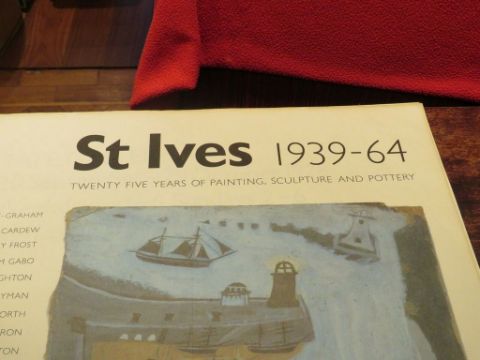 St Ives 1939-64
TWENTY FIVE YEARS OF PAINTING, SCULPTURE AND POTTERY
-GRAHAM
CARDEW
Y FROST
M GABO
GHTON
YMAN
ORTH
RON
TON